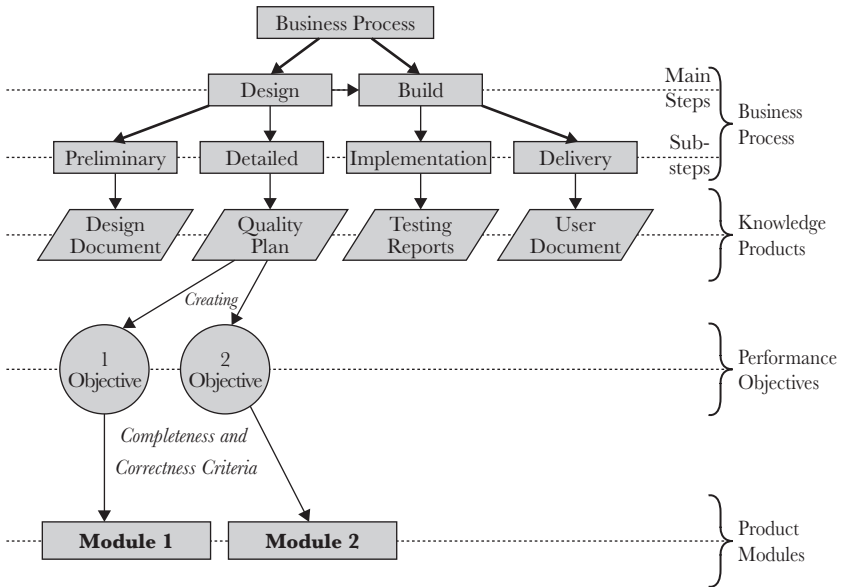 Business Process
Design
Build
Main
Steps
Business
Process
Preliminary
Detailed
Implementation
Delivery
Sub-
steps
Design
Document
Quality
Plan
Testing
Reports
User
Document
Knowledge
Products
Creating
1
Objective
2
Objective
Performance
Objectives
Completeness and
Correctness Criteria
Module 1
Module 2
Product
Modules